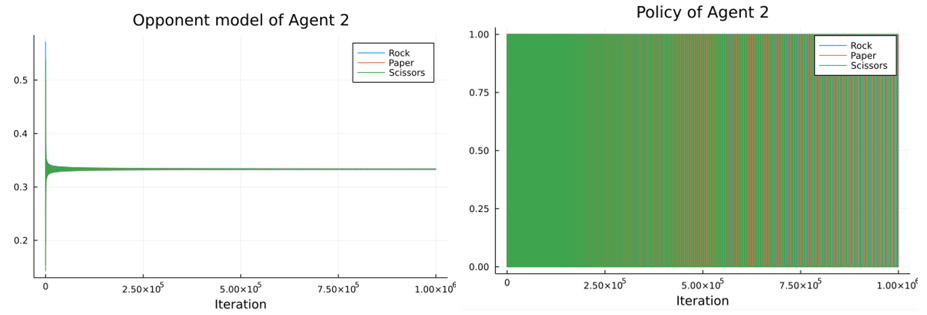 Opponent model of Agent 2
Rock
Paper
Scissors
0.5
0.4
0.3
0.2
0
2.50×10⁵
5.00×10⁵
7.50×10⁵
1.00×10⁶
Iteration
Policy of Agent 2
Rock
Paper
Scissors
1.00
0.75
0.50
0.25
0.00
0
2.50×10⁵
5.00×10⁵
7.50×10⁵
1.00×10⁶
Iteration